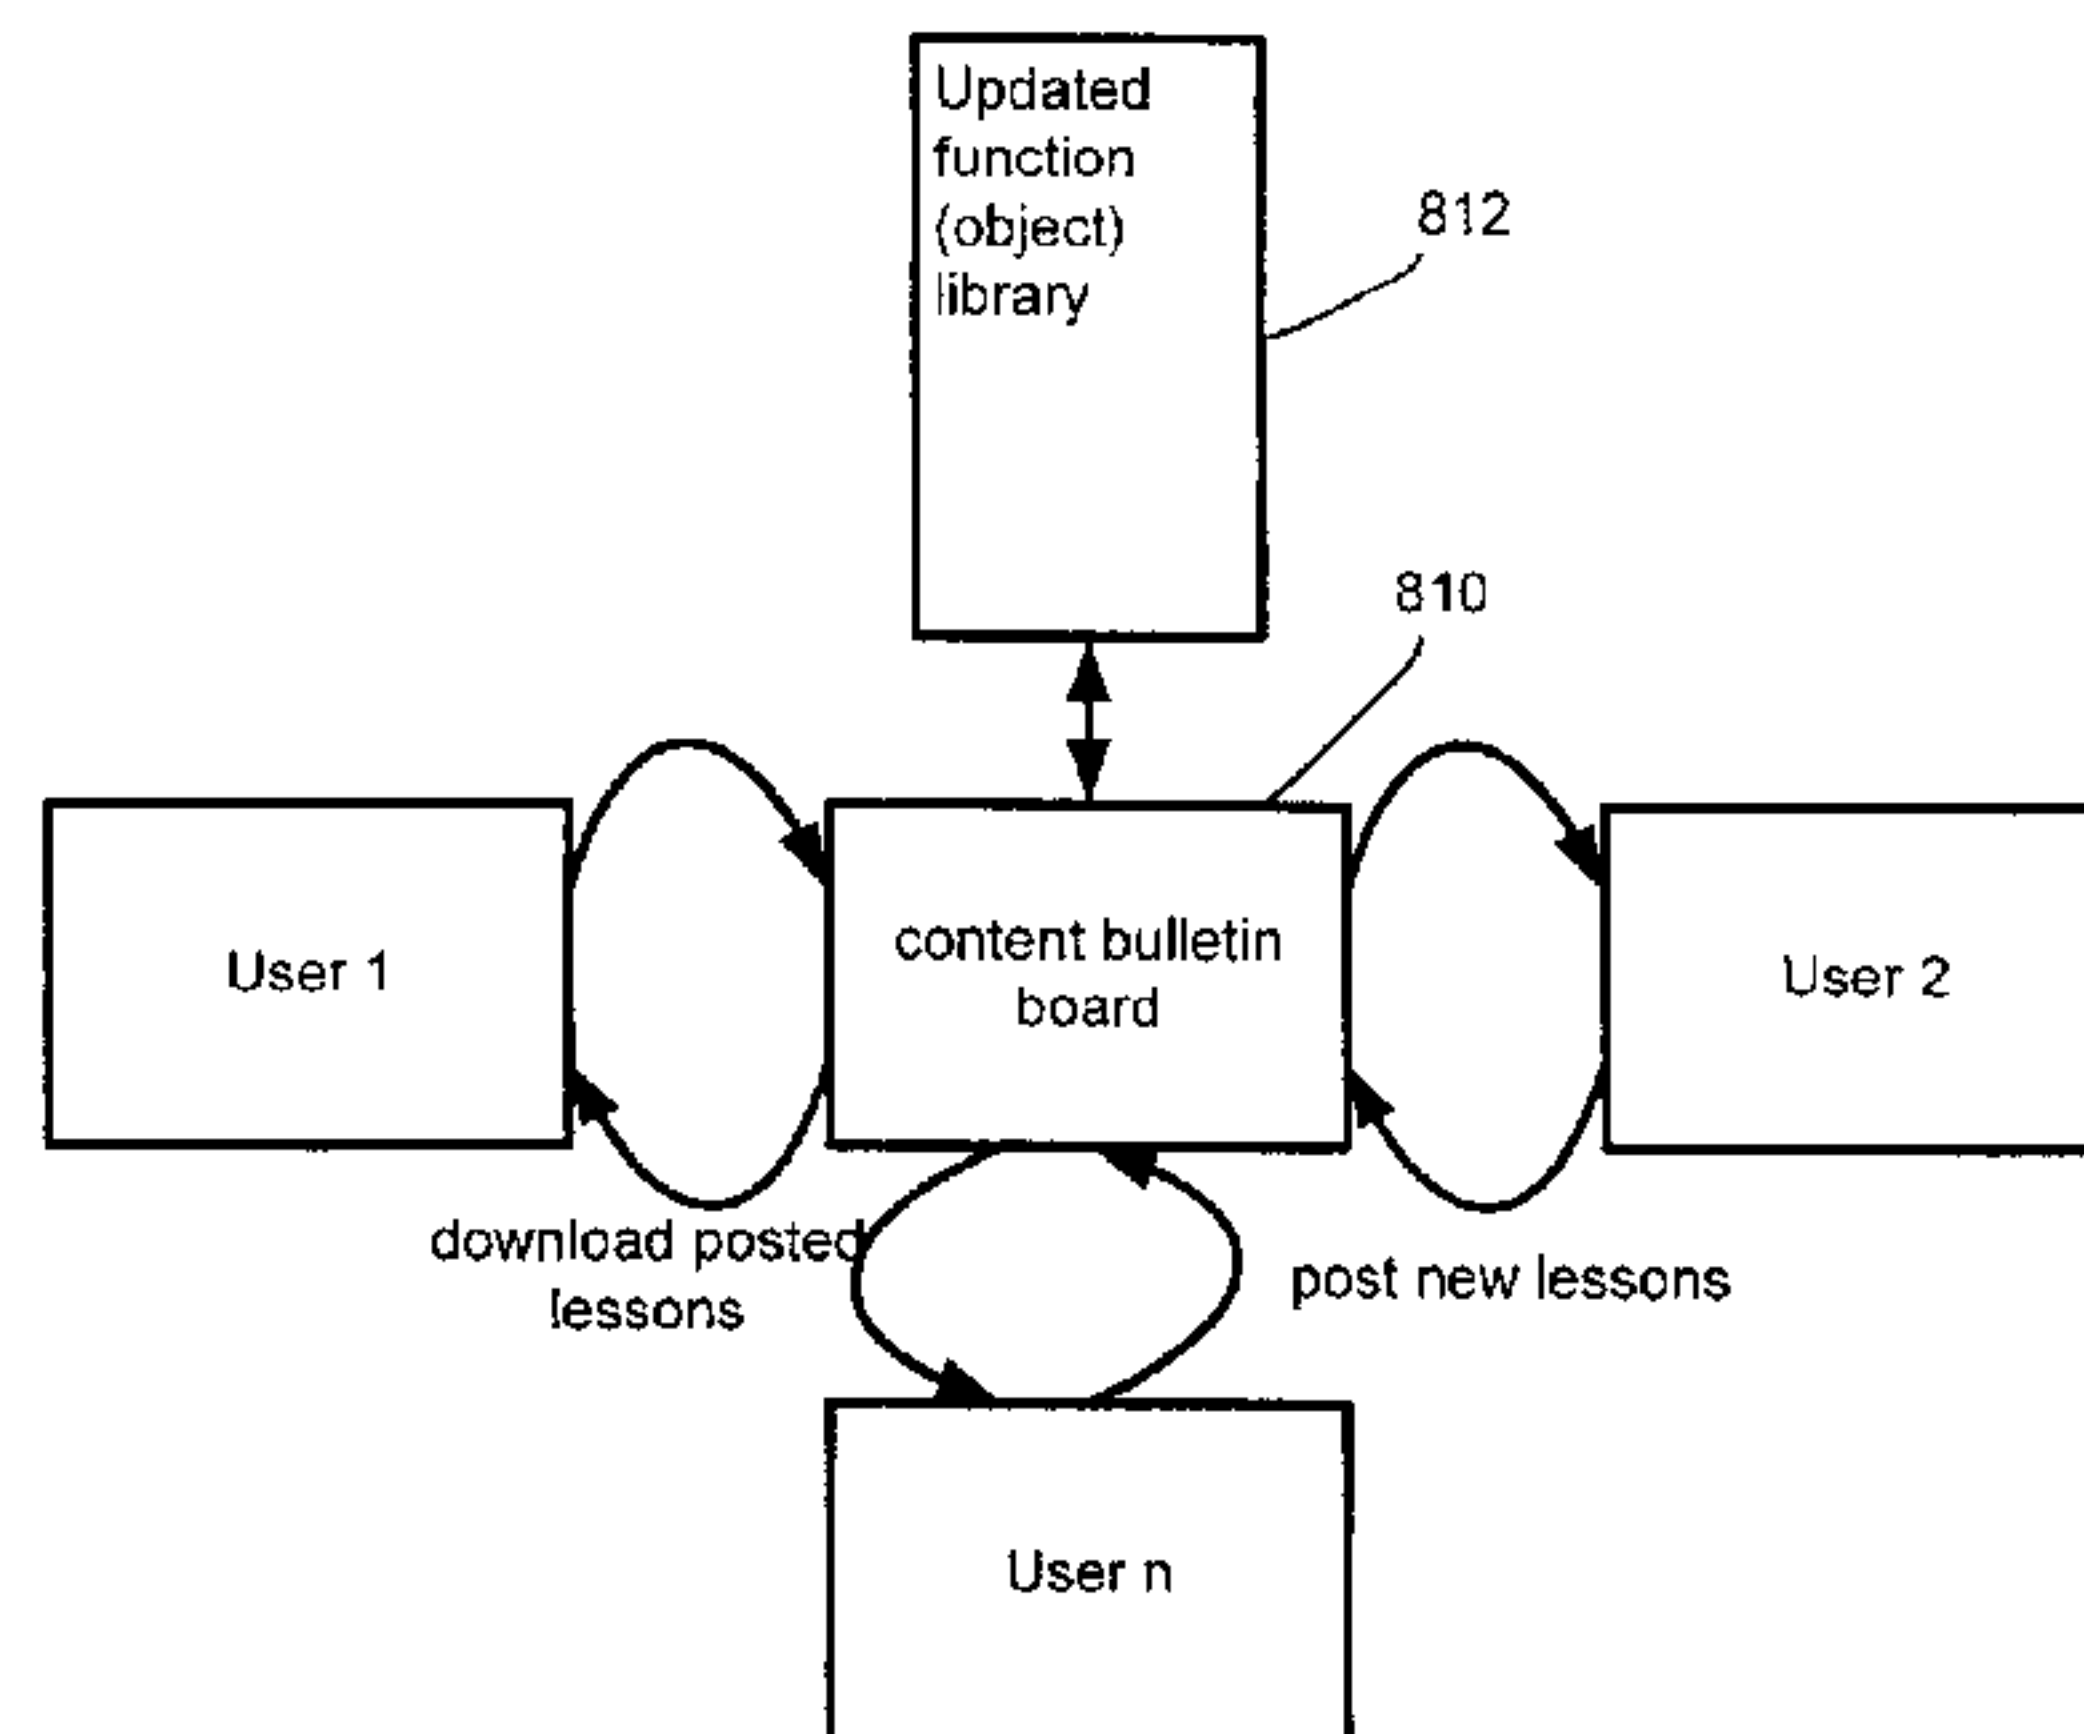 Updated
function
(object)
library
812
810
User 1
content bulletin
board
User 2
download posted
lessons
post new lessons
User n